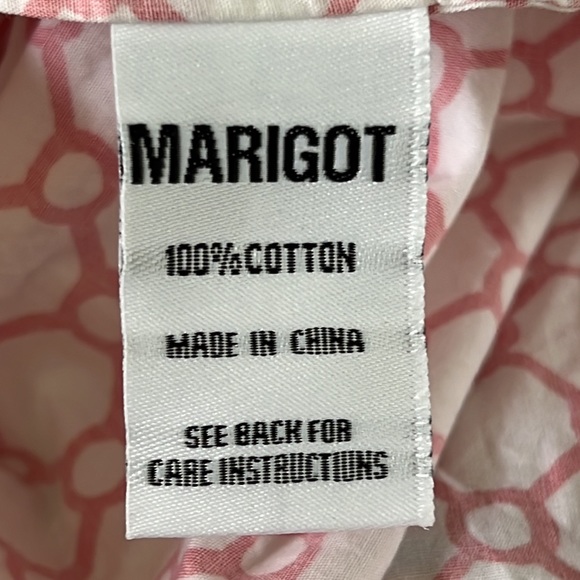 MARIGOT
100% COTTON
MADE IN CHINA
SEE BACK FOR
CARE INSTRUCTIONS